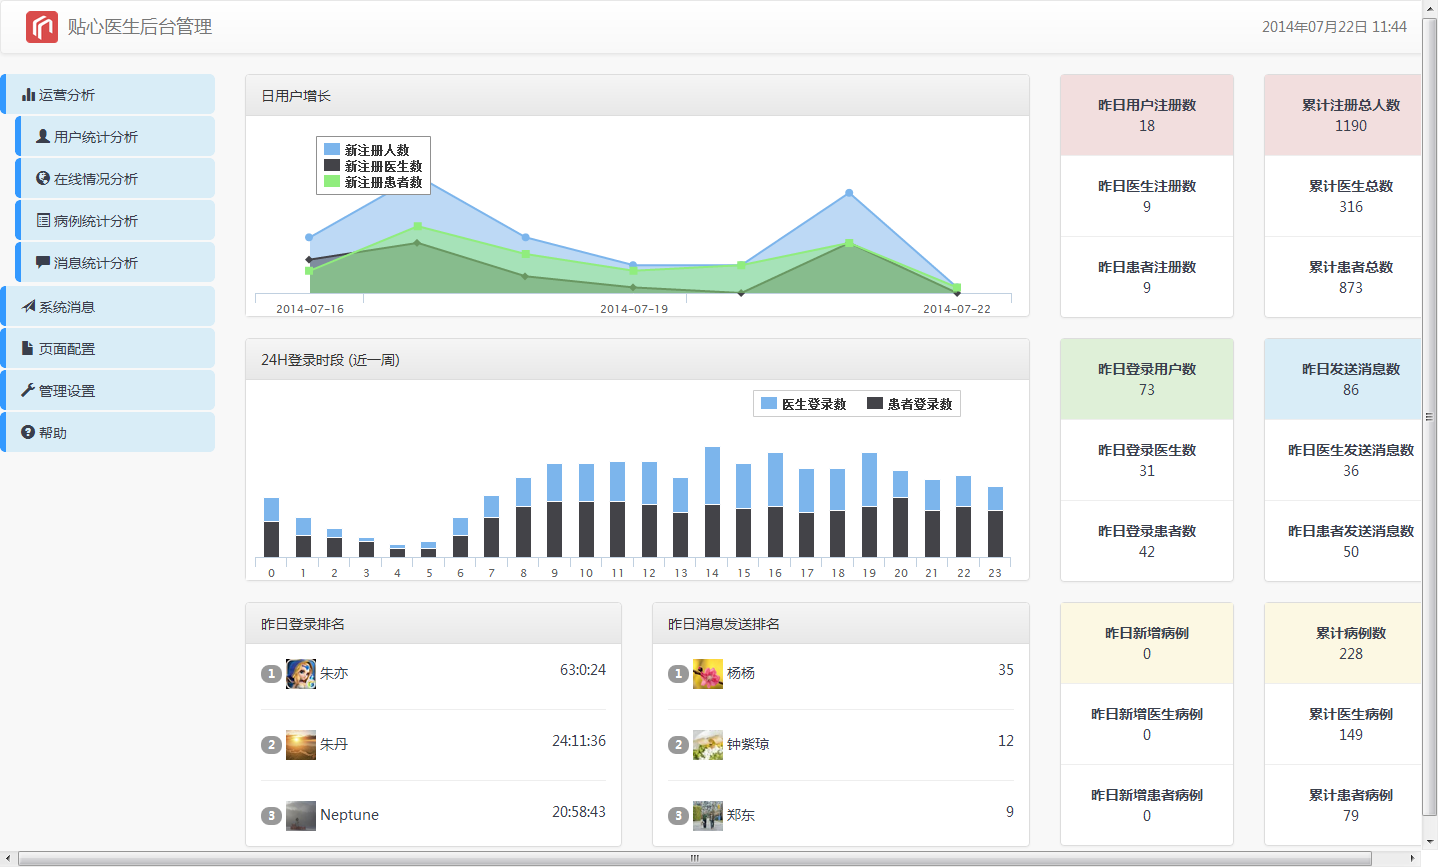 贴心医生后台管理
2014年07月22日 11:44
运营分析
用户统计分析
在线情况分析
病例统计分析
消息统计分析
系统消息
页面配置
管理设置
帮助
日用户增长
新注册人数
新注册医生数
新注册患者数
2014-07-16
2014-07-19
2014-07-22
昨日用户注册数
18
昨日医生注册数
9
昨日患者注册数
9
累计注册总人数
1190
累计医生总数
316
累计患者总数
873
24H登录时段 (近一周)
医生登录数
患者登录数
0 1 2 3 4 5 6 7 8 9 10 11 12 13 14 15 16 17 18 19 20 21 22 23
昨日登录用户数
73
昨日登录医生数
31
昨日登录患者数
42
昨日发送消息数
86
昨日医生发送消息数
36
昨日患者发送消息数
50
昨日登录排名
1 朱亦 63:0:24
2 朱丹 24:11:36
3 Neptune 20:58:43
昨日消息发送排名
1 杨杨 35
2 钟紫琼 12
3 郑东 9
昨日新增病例
0
昨日新增医生病例
0
昨日新增患者病例
0
累计病例数
228
累计医生病例
149
累计患者病例
79